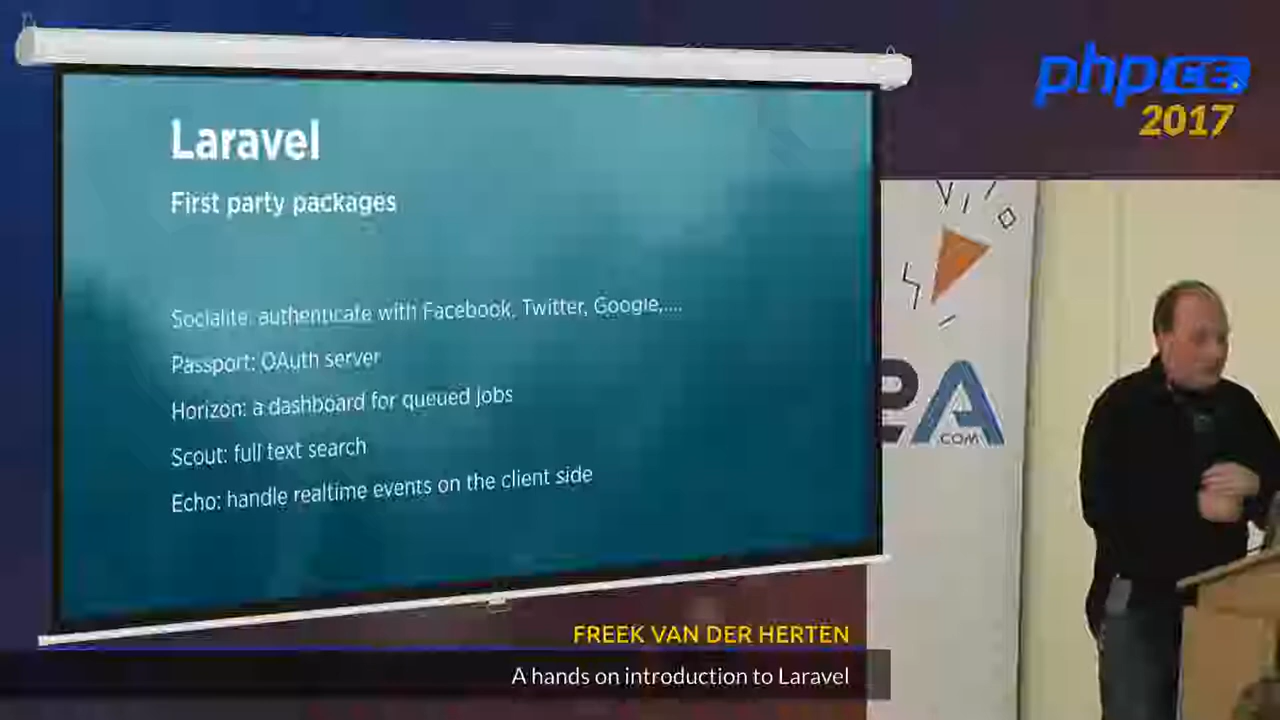 Laravel
First party packages
Socialite: authenticate with Facebook, Twitter, Google,....
Passport: OAuth server
Horizon: a dashboard for queued jobs
Scout: full text search
Echo: handle realtime events on the client side
phpCE.
2017
A
.COM
FREEK VAN DER HERTEN
A hands on introduction to Laravel